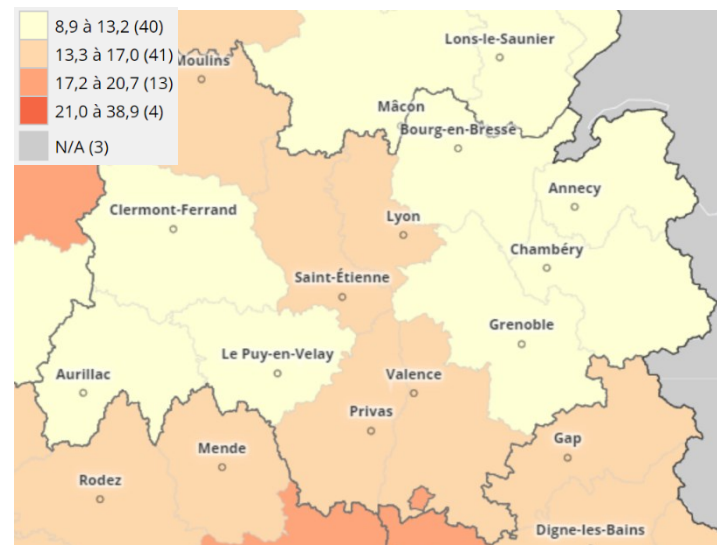 8,9 à 13,2 (40)
13,3 à 17,0 (41)
17,2 à 20,7 (13)
21,0 à 38,9 (4)
N/A (3)
Lons-le-Saunier
Moulins
Mâcon
Bourg-en-Bresse
Annecy
Clermont-Ferrand
Lyon
Chambéry
Saint-Étienne
Grenoble
Le Puy-en-Velay
Aurillac
Valence
Privas
Gap
Mende
Rodez
Digne-les-Bains